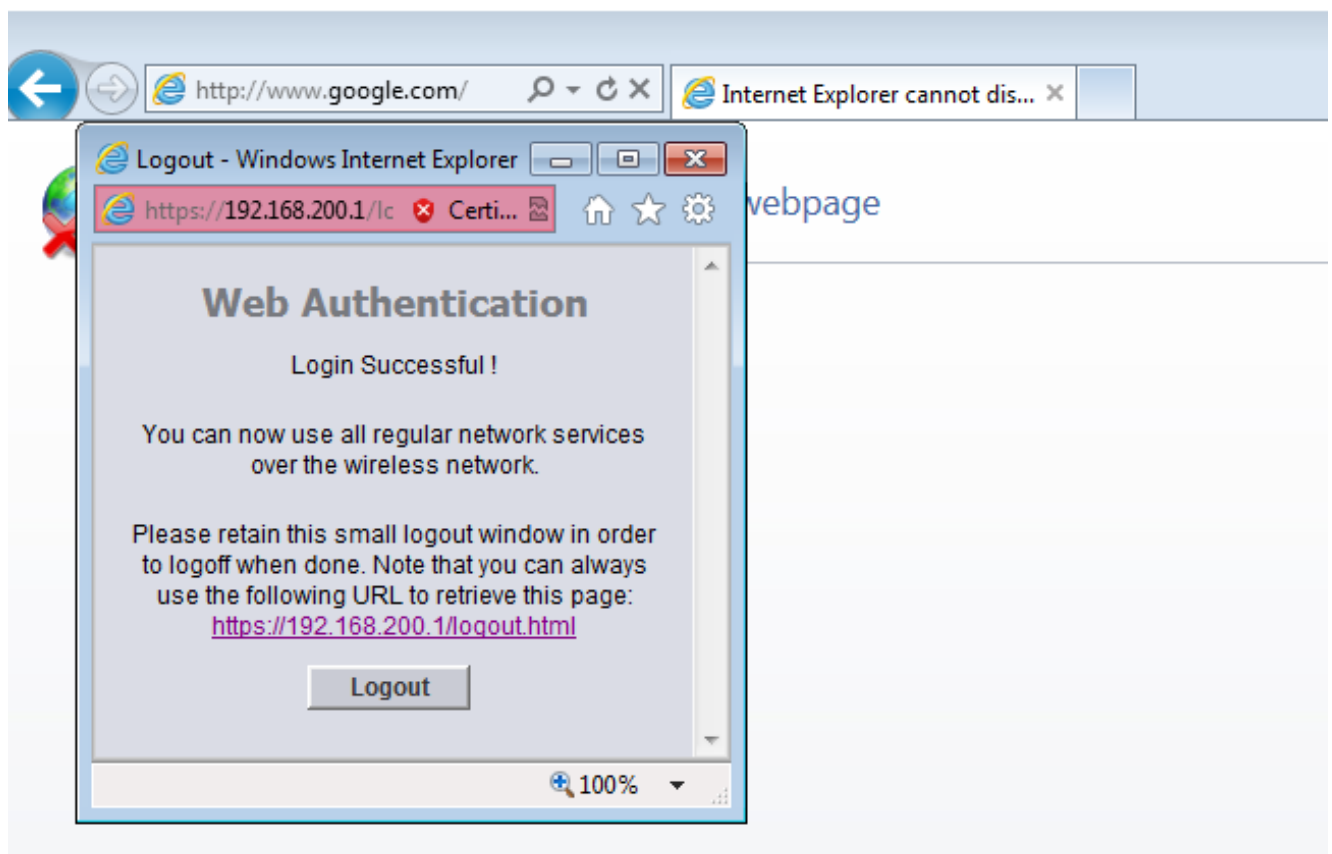 http://www.google.com/
Internet Explorer cannot dis...
Logout - Windows Internet Explorer
https://192.168.200.1/lc
Certi...
webpage
Web Authentication
Login Successful !
You can now use all regular network services
over the wireless network.
Please retain this small logout window in order
to logoff when done. Note that you can always
use the following URL to retrieve this page:
https://192.168.200.1/logout.html
Logout
100%